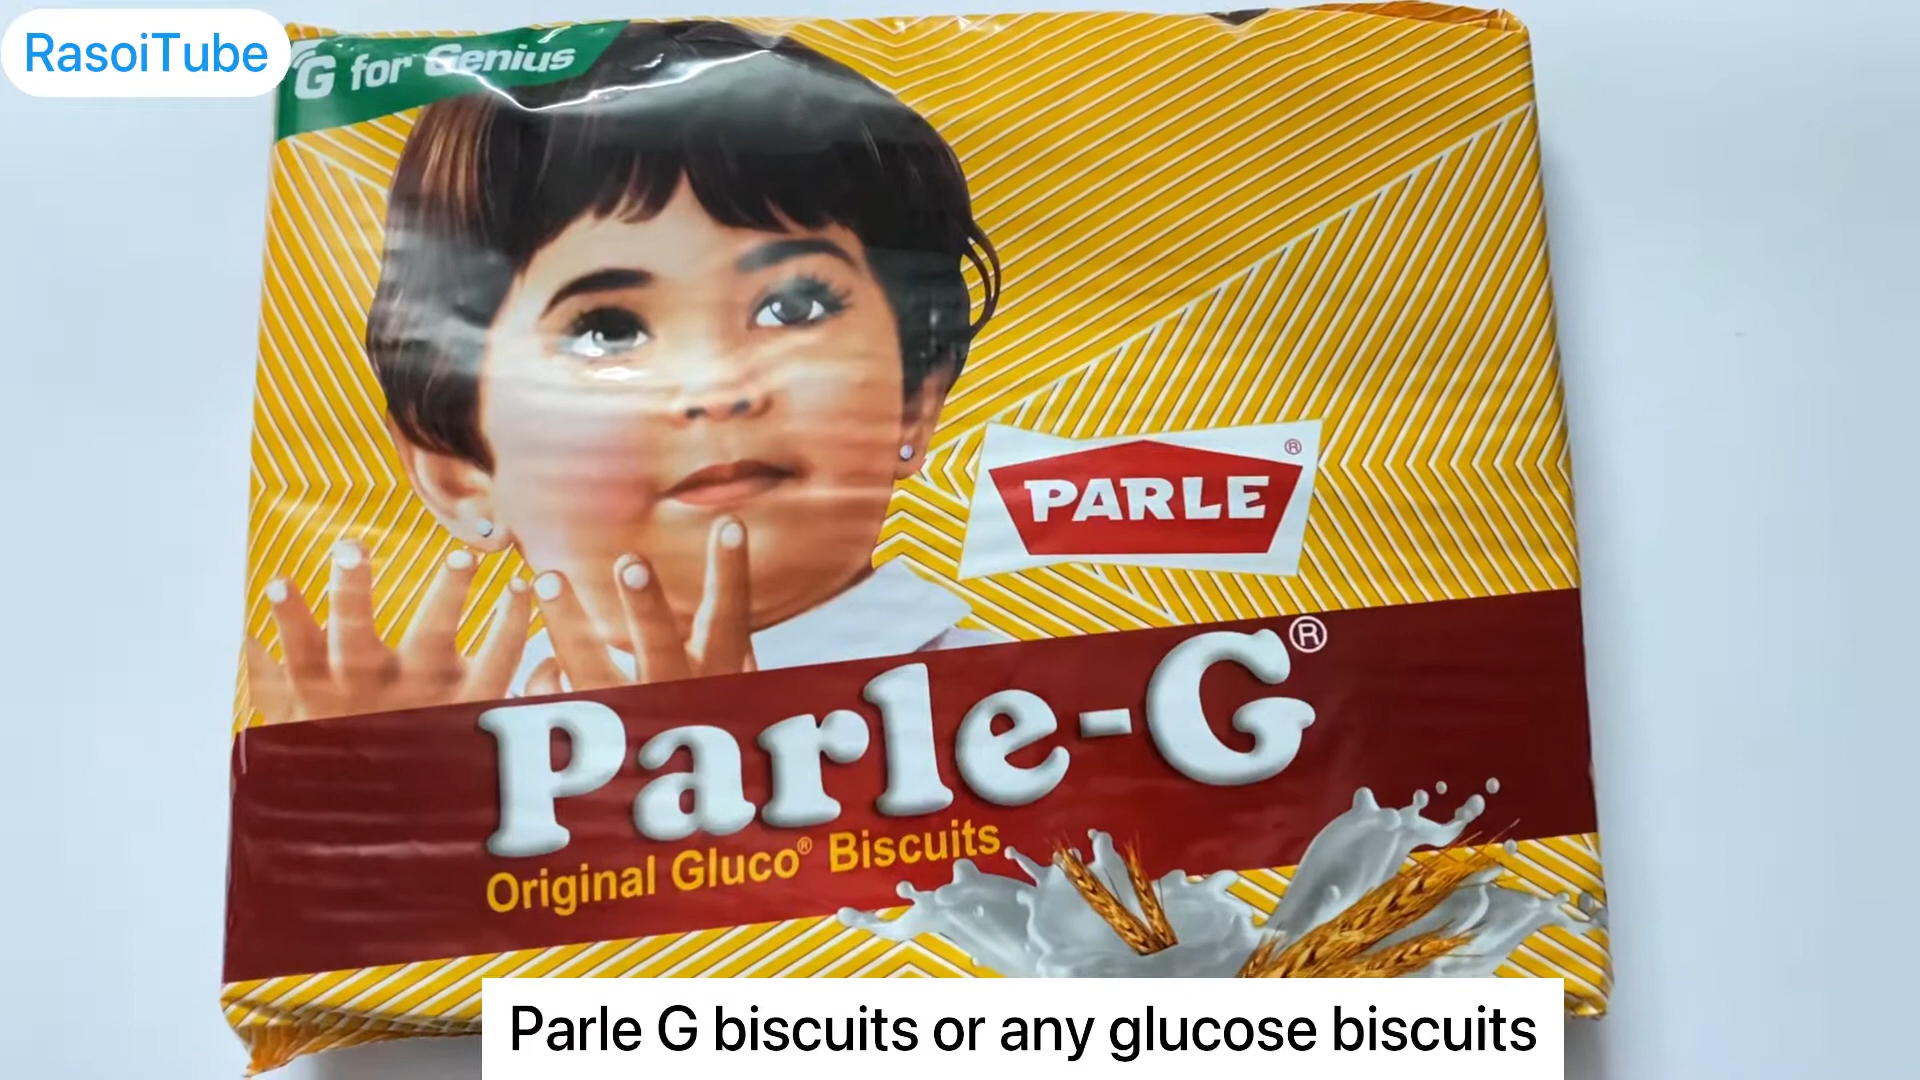 RasoiTube
G for Genius
PARLE ®
Parle-G®
Original Gluco® Biscuits
Parle G biscuits or any glucose biscuits